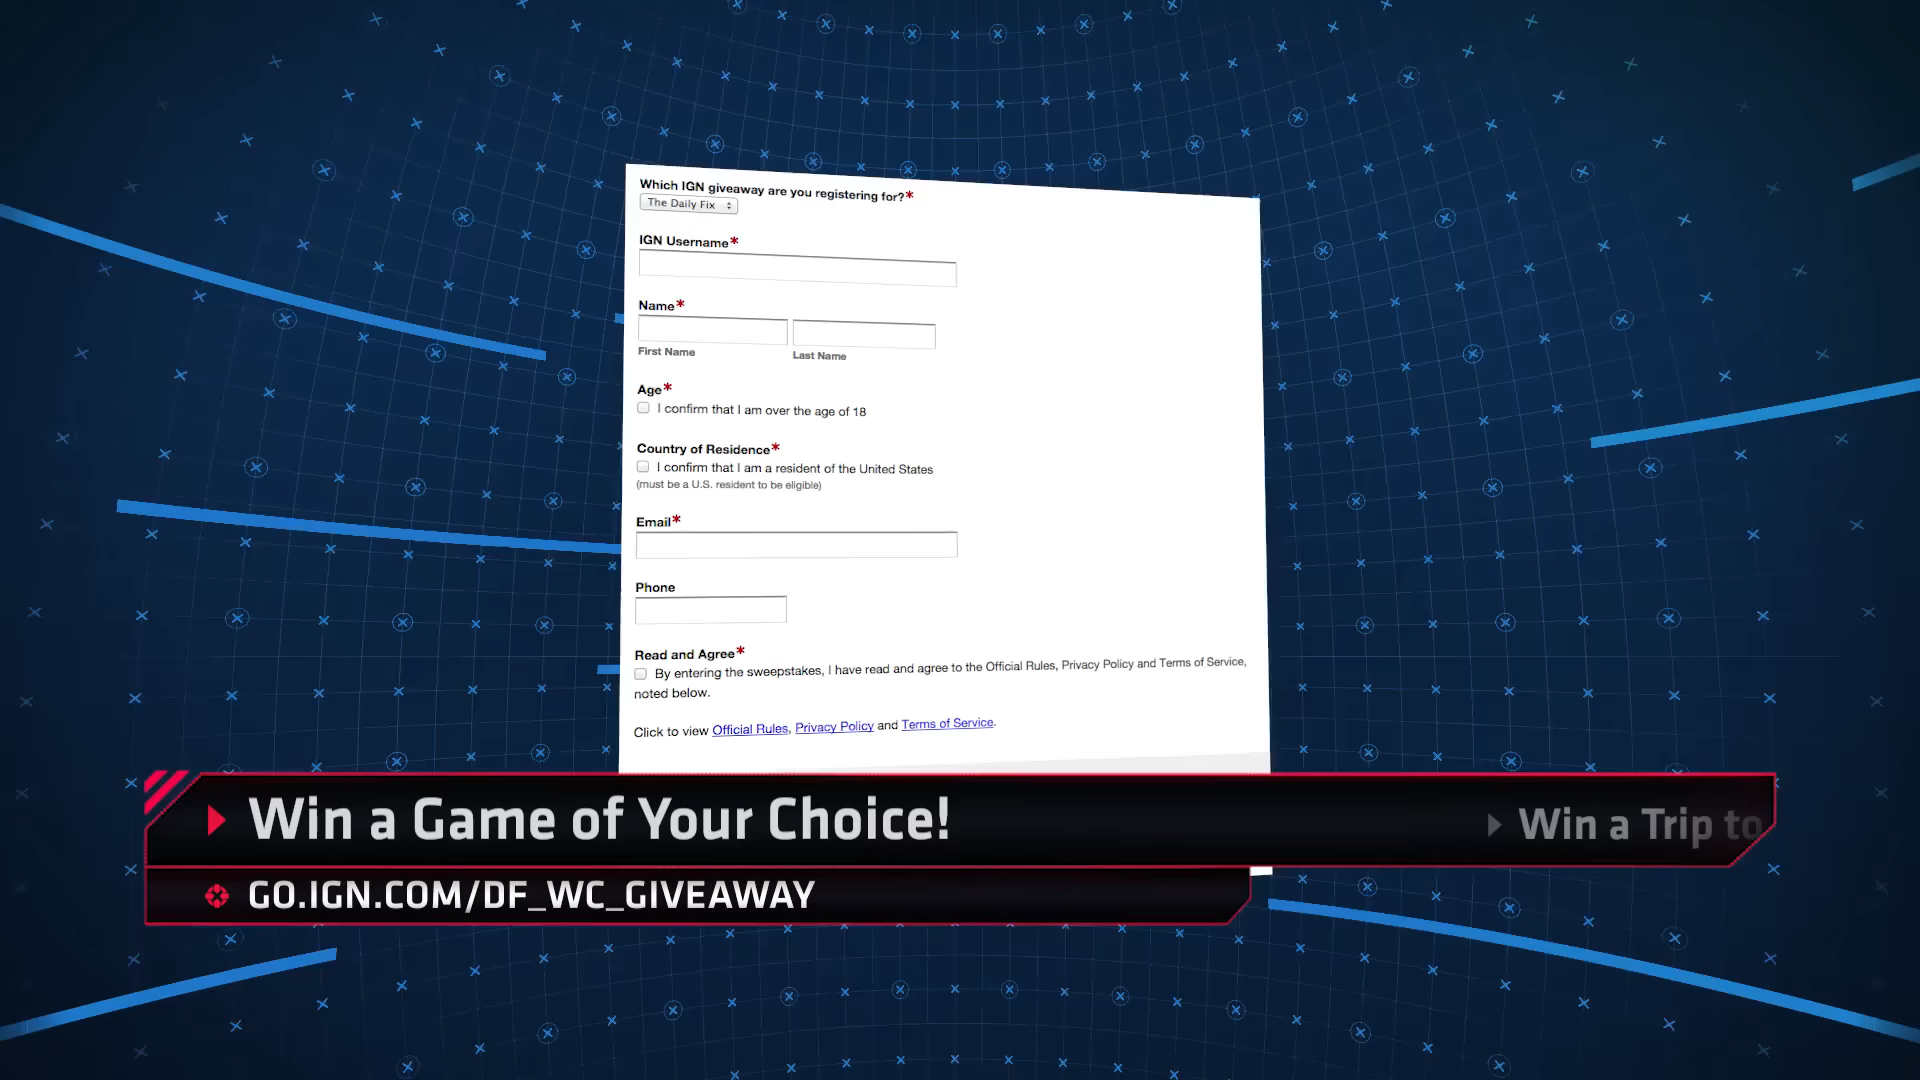 Which IGN giveaway are you registering for?*
The Daily Fix
IGN Username*
Name*
First Name
Last Name
Age*
I confirm that I am over the age of 18
Country of Residence*
I confirm that I am a resident of the United States
(must be a U.S. resident to be eligible)
Email*
Phone
Read and Agree*
By entering the sweepstakes, I have read and agree to the Official Rules, Privacy Policy and Terms of Service,
noted below.
Click to view Official Rules, Privacy Policy and Terms of Service.
Win a Game of Your Choice!
Win a Trip to
GO.IGN.COM/DF_WC_GIVEAWAY